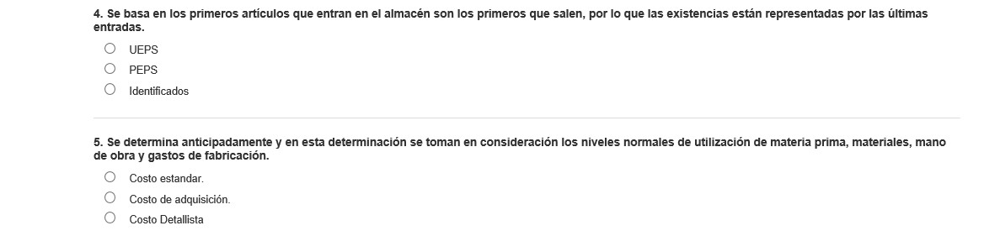 4. Se basa en los primeros artículos que entran en el almacén son los primeros que salen, por lo que las existencias están representadas por las últimas
entradas.
UEPS
PEPS
Identificados
5. Se determina anticipadamente y en esta determinación se toman en consideración los niveles normales de utilización de materia prima, materiales, mano
de obra y gastos de fabricación.
Costo estandar.
Costo de adquisición.
Costo Detallista